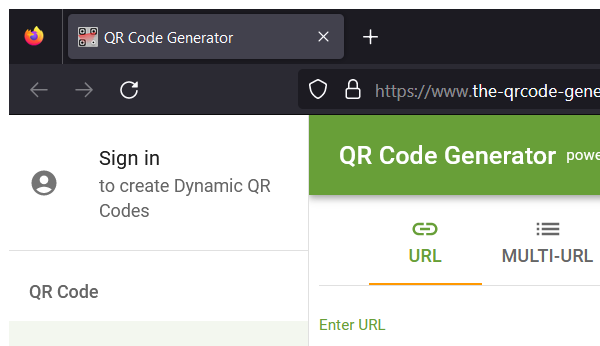 QR Code Generator
https://www.the-qrcode-gene
Sign in
to create Dynamic QR
Codes
QR Code Generator powe
URL
MULTI-URL
QR Code
Enter URL